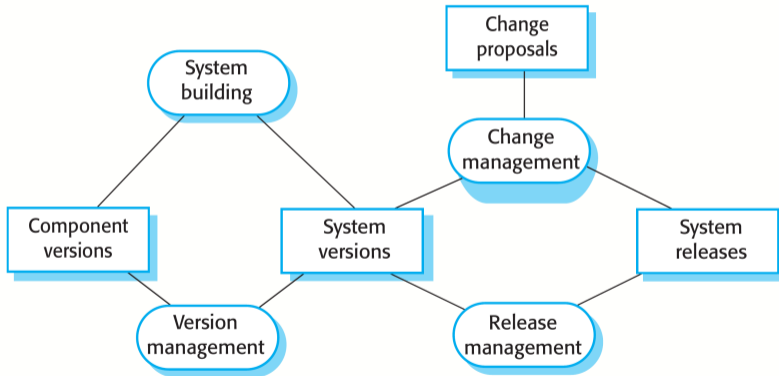 Change
proposals
System
building
Change
management
Component
versions
System
versions
System
releases
Version
management
Release
management